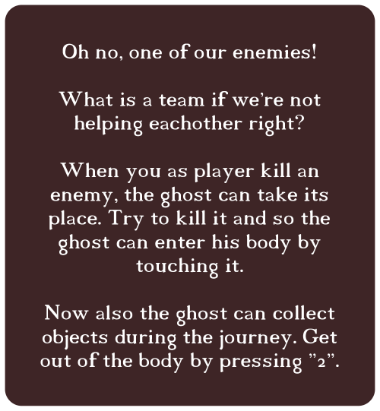 Oh no, one of our enemies!
What is a team if we're not
helping eachother right?
When you as player kill an
enemy, the ghost can take its
place. Try to kill it and so the
ghost can enter his body by
touching it.
Now also the ghost can collect
objects during the journey. Get
out of the body by pressing "2".